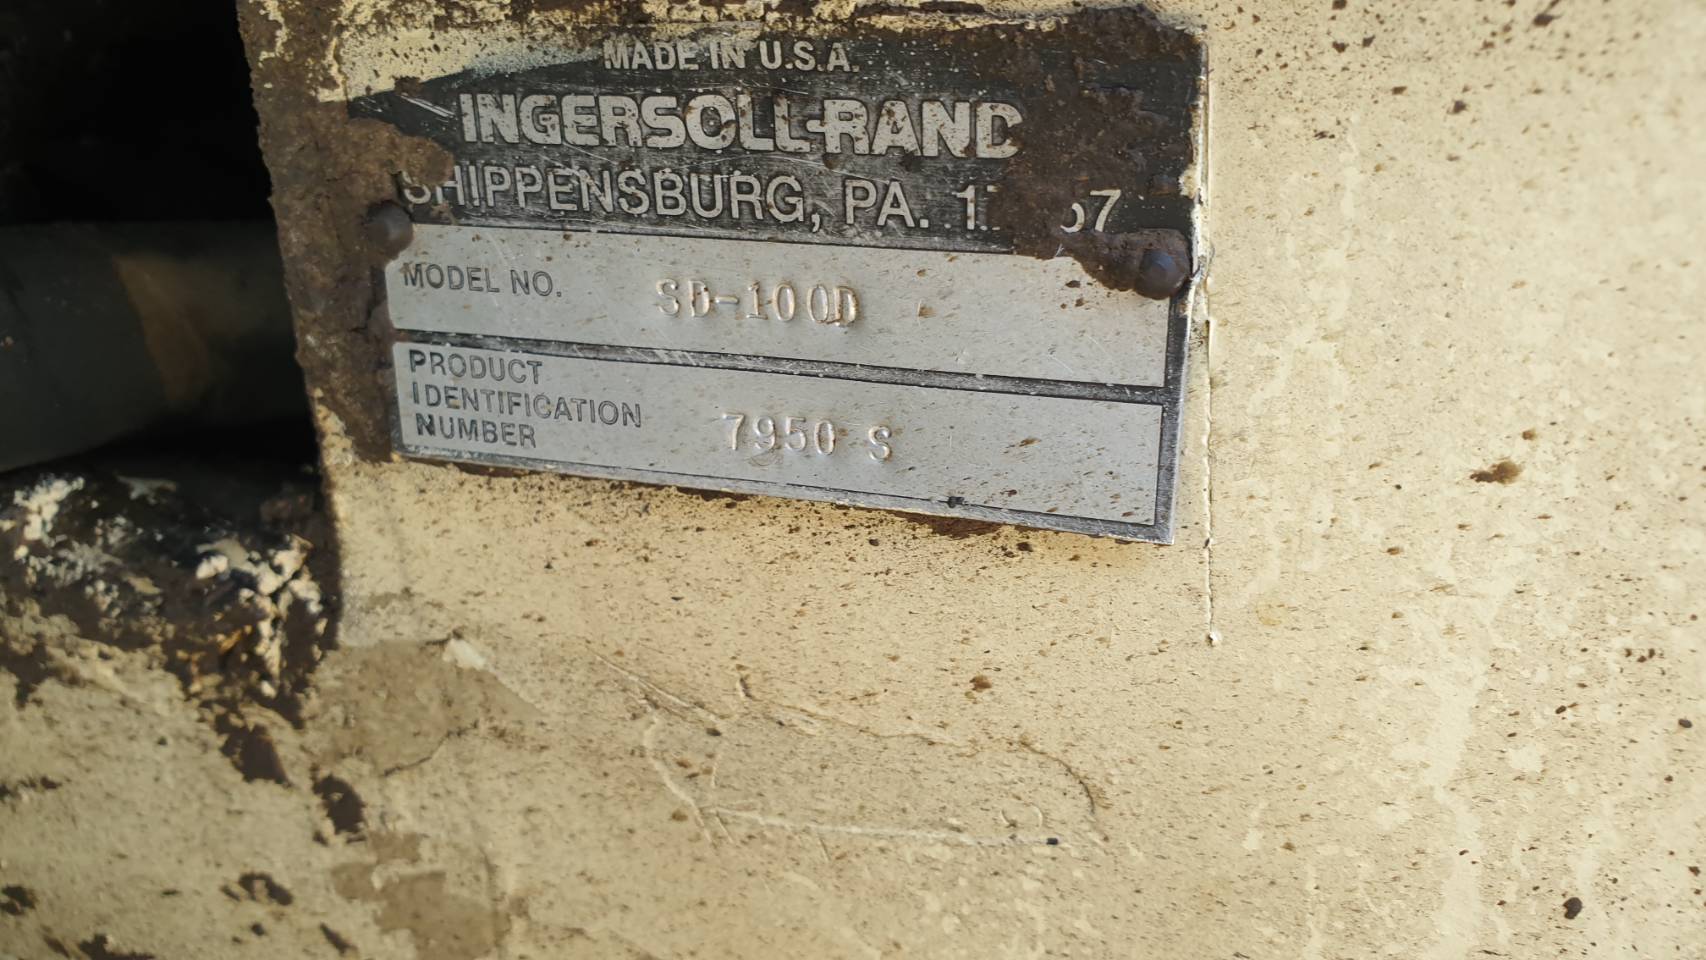 MADE IN U.S.A.
INGERSOLL-RAND
SHIPPENSBURG, PA.
MODEL NO. SD-100D
PRODUCT
IDENTIFICATION
NUMBER 7950 S